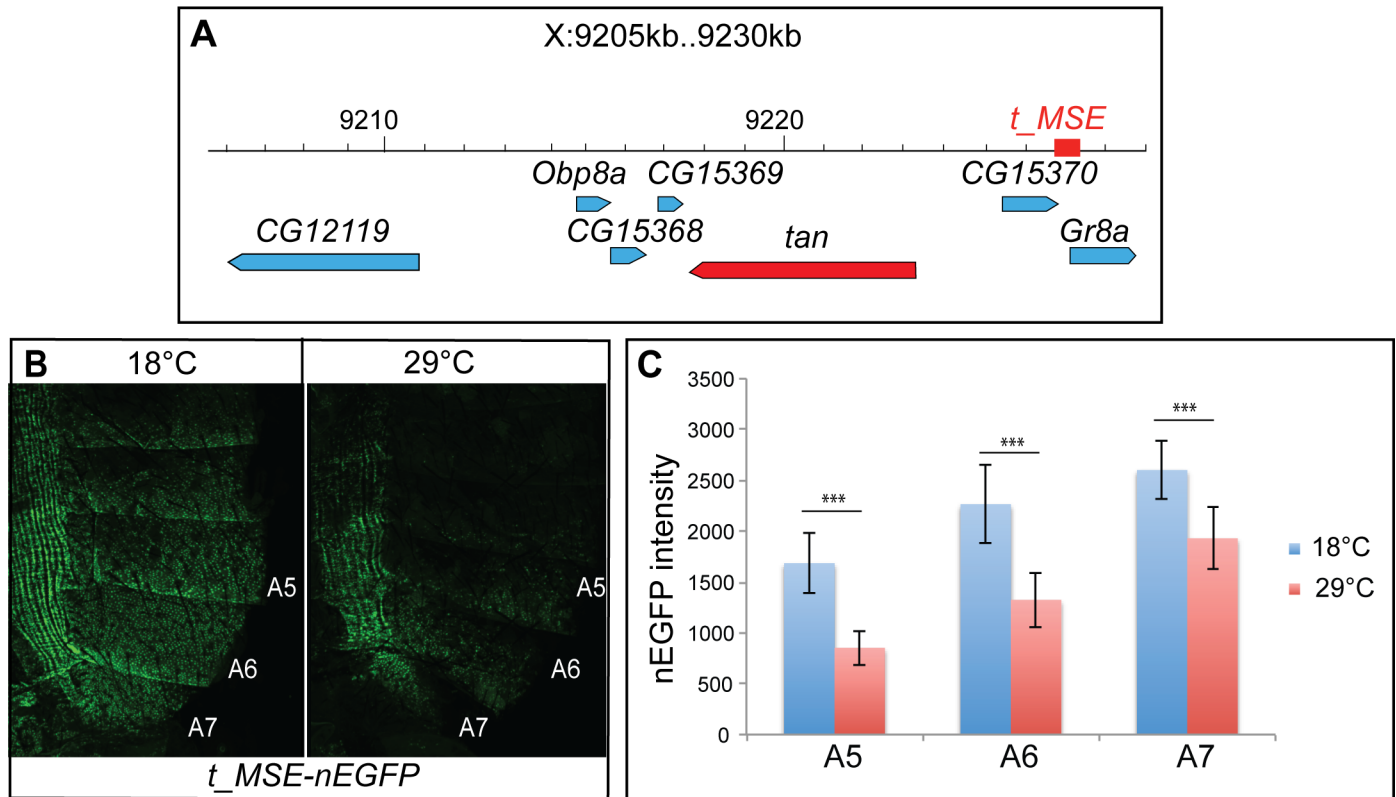 A
X:9205kb..9230kb
9210
9220
t_MSE
Obp8a
CG15369
CG15370
CG12119
CG15368
tan
Gr8a
B
18°C
29°C
A5
A6
A7
A5
A6
A7
t_MSE-nEGFP
C
nEGFP intensity
3500
3000
2500
2000
1500
1000
500
0
***
***
***
A5
A6
A7
18°C
29°C